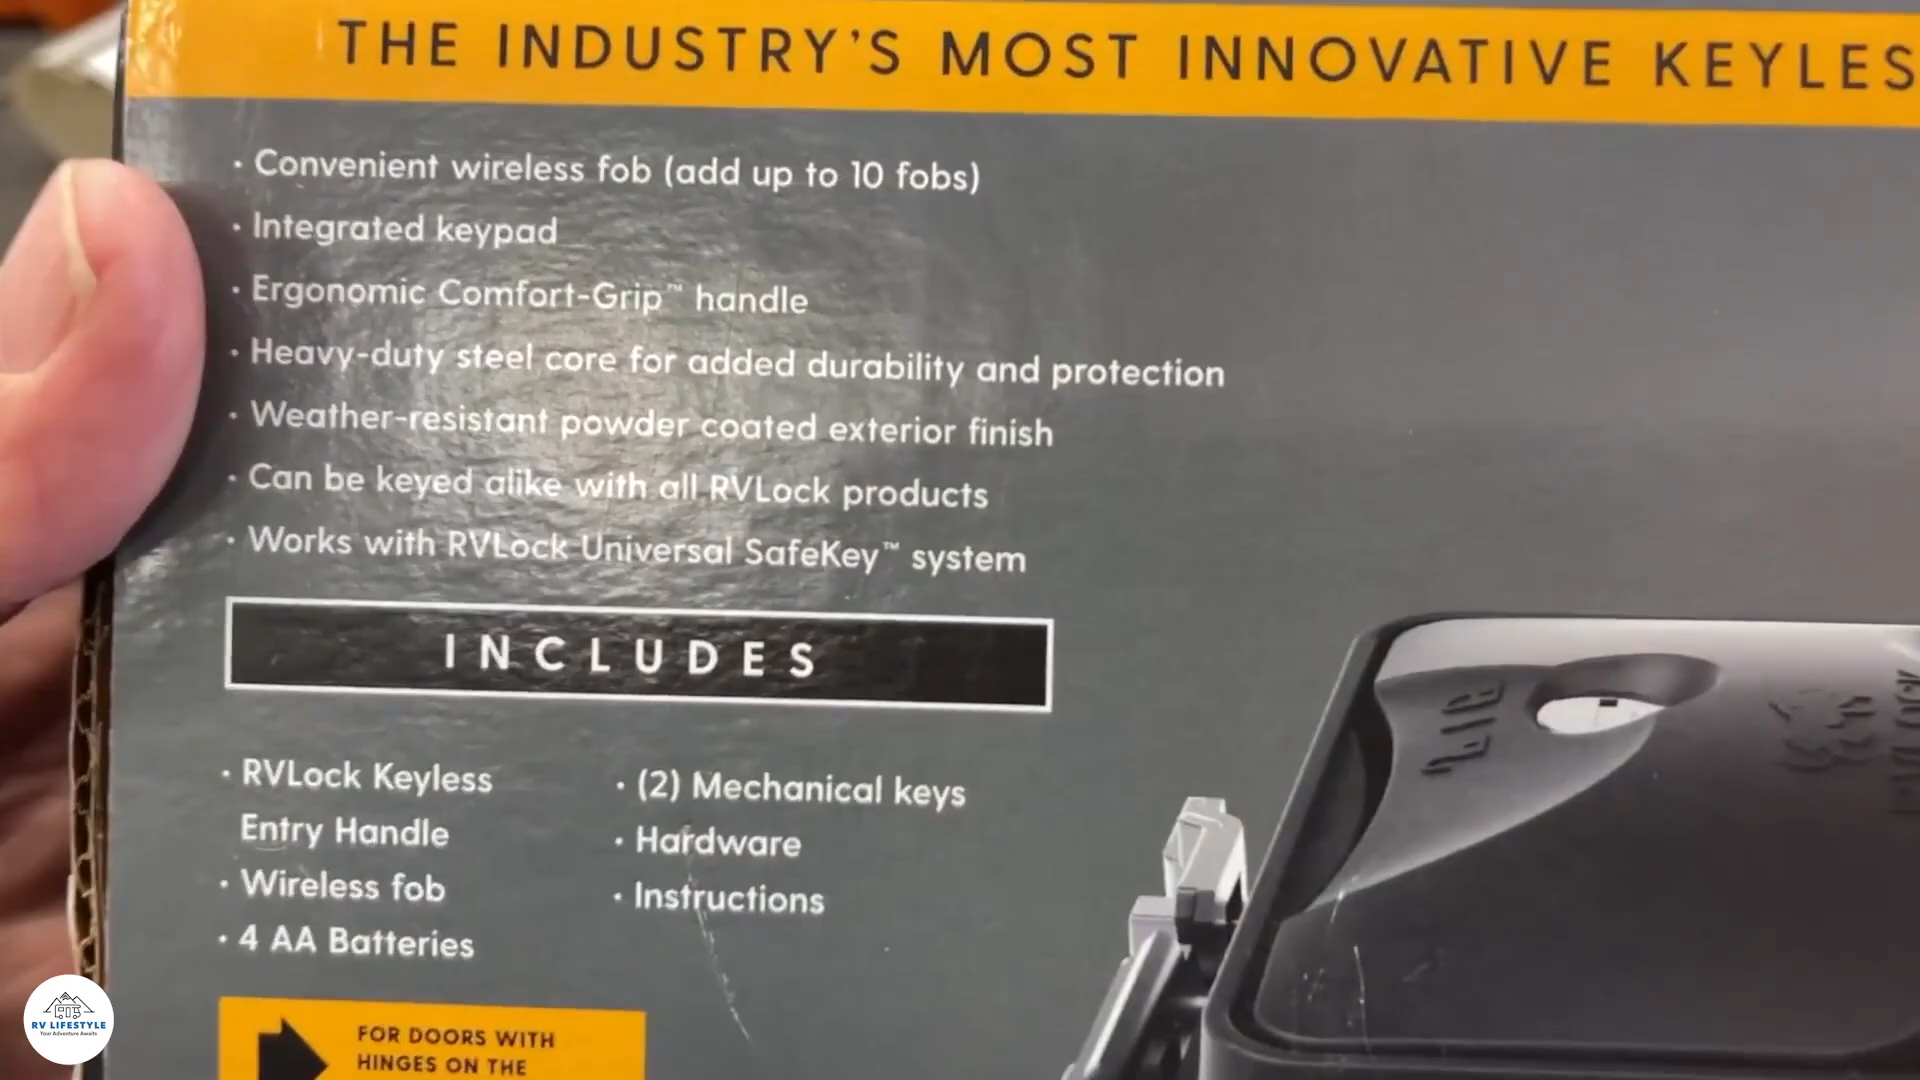 THE INDUSTRY'S MOST INNOVATIVE KEYLES
· Convenient wireless fob (add up to 10 fobs)
· Integrated keypad
· Ergonomic Comfort-Grip™ handle
· Heavy-duty steel core for added durability and protection
· Weather-resistant powder coated exterior finish
· Can be keyed alike with all RVLock products
· Works with RVLock Universal SafeKey™ system
INCLUDES
· RVLock Keyless
Entry Handle
· Wireless fob
· 4 AA Batteries
· (2) Mechanical keys
· Hardware
· Instructions
FOR DOORS WITH
HINGES ON THE
RV LIFESTYLE
Your Adventure Awaits